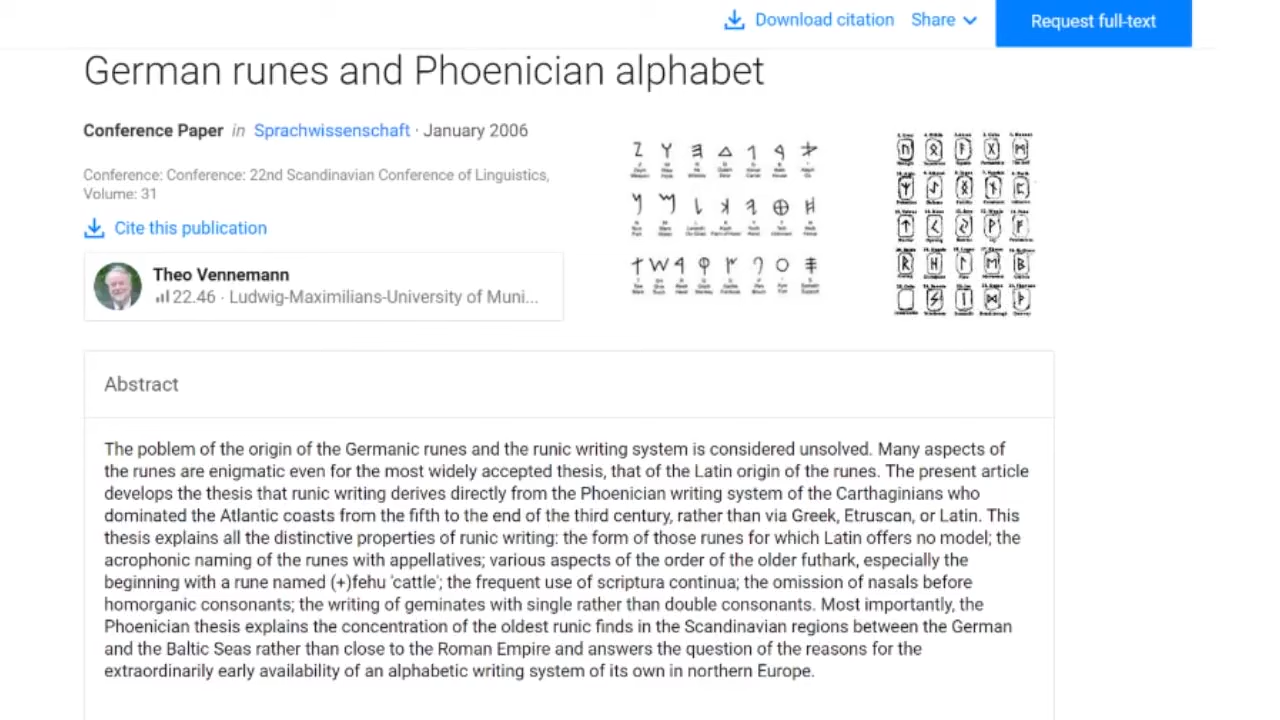 Download citation Share Request full-text
German runes and Phoenician alphabet
Conference Paper in Sprachwissenschaft · January 2006
Conference: Conference: 22nd Scandinavian Conference of Linguistics,
Volume: 31
Cite this publication
Theo Vennemann
22.46 · Ludwig-Maximilians-University of Muni...
Abstract
The poblem of the origin of the Germanic runes and the runic writing system is considered unsolved. Many aspects of
the runes are enigmatic even for the most widely accepted thesis, that of the Latin origin of the runes. The present article
develops the thesis that runic writing derives directly from the Phoenician writing system of the Carthaginians who
dominated the Atlantic coasts from the fifth to the end of the third century, rather than via Greek, Etruscan, or Latin. This
thesis explains all the distinctive properties of runic writing: the form of those runes for which Latin offers no model; the
acrophonic naming of the runes with appellatives; various aspects of the order of the older futhark, especially the
beginning with a rune named (+)fehu 'cattle'; the frequent use of scriptura continua; the omission of nasals before
homorganic consonants; the writing of geminates with single rather than double consonants. Most importantly, the
Phoenician thesis explains the concentration of the oldest runic finds in the Scandinavian regions between the German
and the Baltic Seas rather than close to the Roman Empire and answers the question of the reasons for the
extraordinarily early availability of an alphabetic writing system of its own in northern Europe.